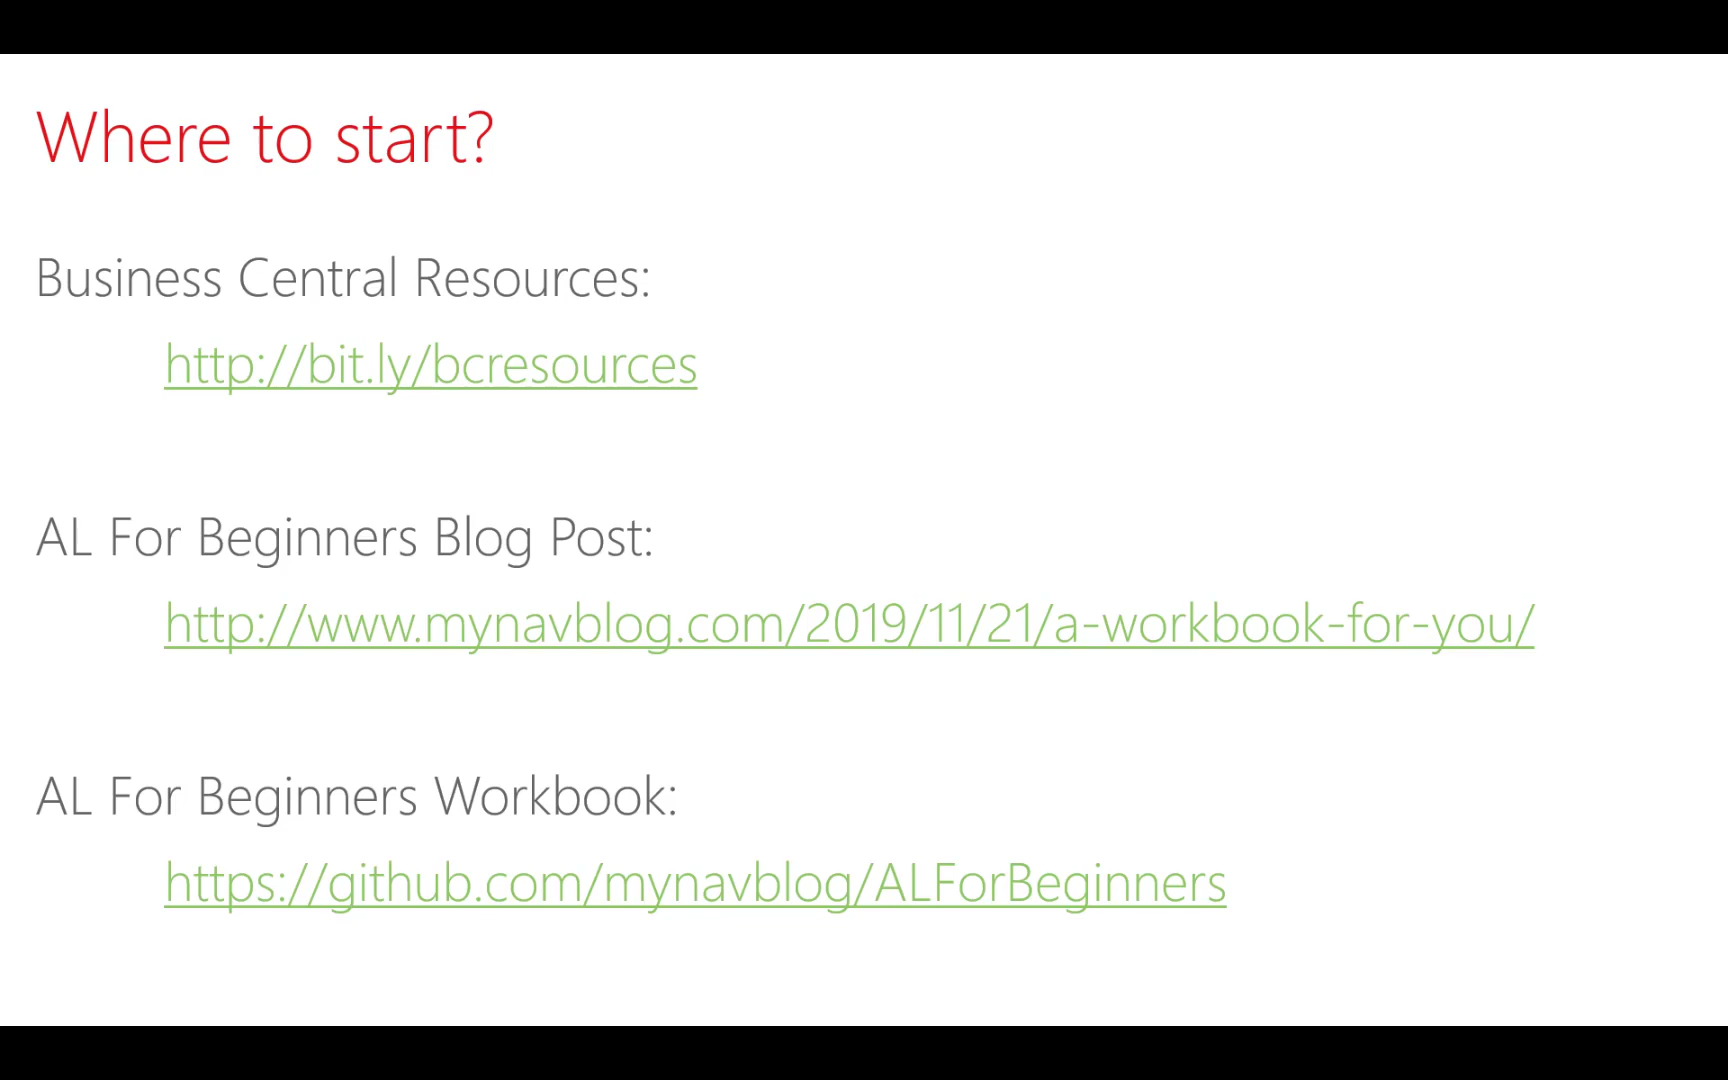 Where to start?
Business Central Resources:
http://bit.ly/bcresources
AL For Beginners Blog Post:
http://www.mynavblog.com/2019/11/21/a-workbook-for-you/
AL For Beginners Workbook:
https://github.com/mynavblog/ALForBeginners